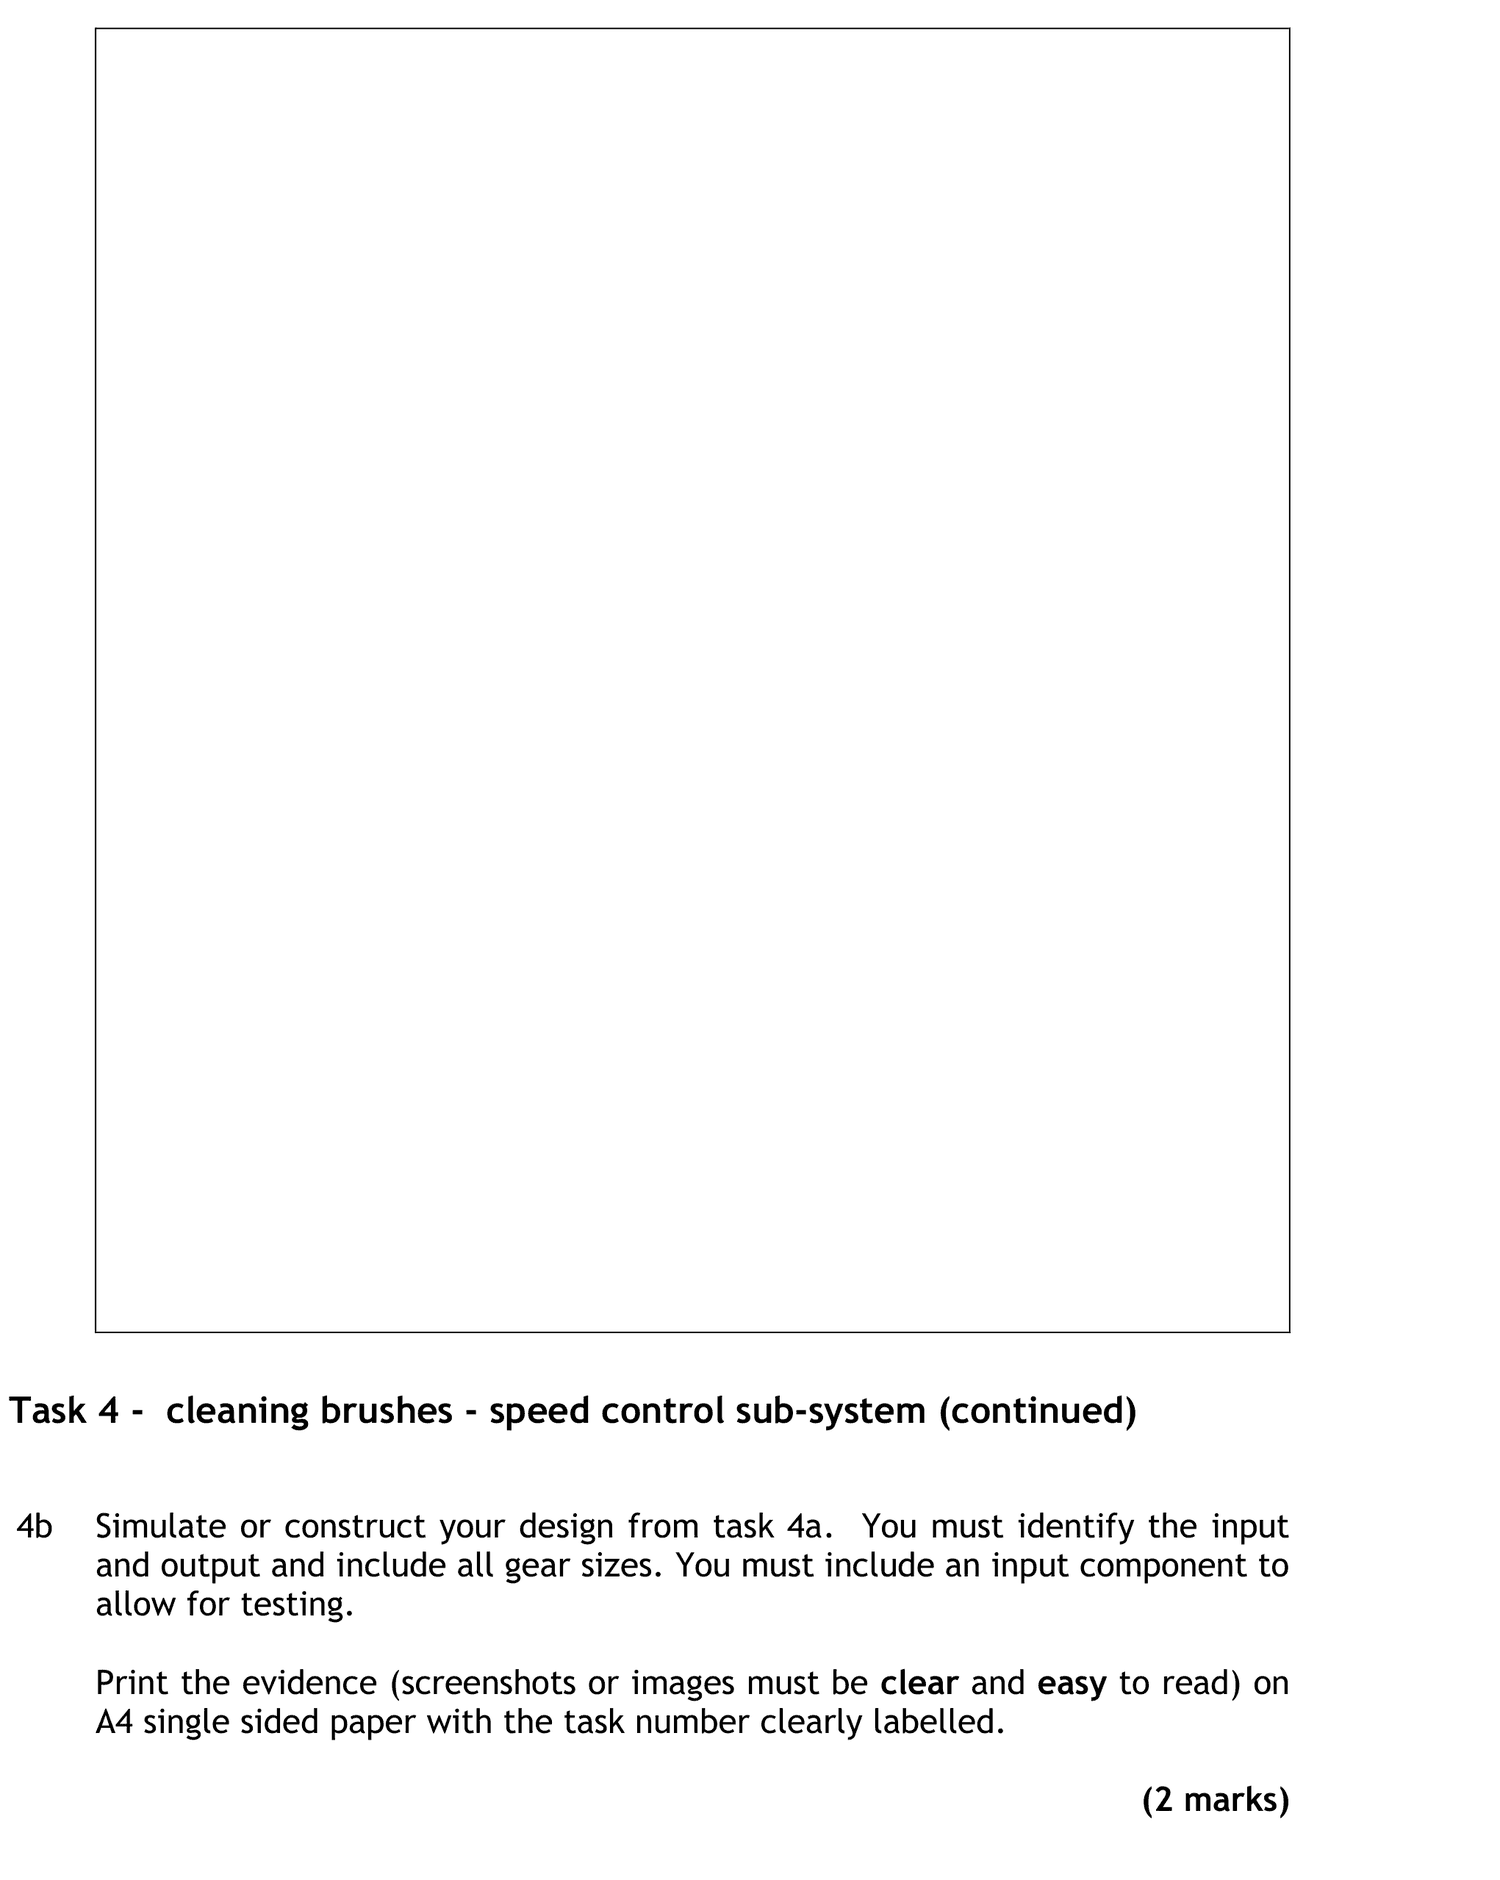 Task 4 -  cleaning brushes - speed control sub-system (continued)
4b Simulate or construct your design from task 4a.  You must identify the input
and output and include all gear sizes. You must include an input component to
allow for testing.
Print the evidence (screenshots or images must be clear and easy to read) on
A4 single sided paper with the task number clearly labelled.
(2 marks)